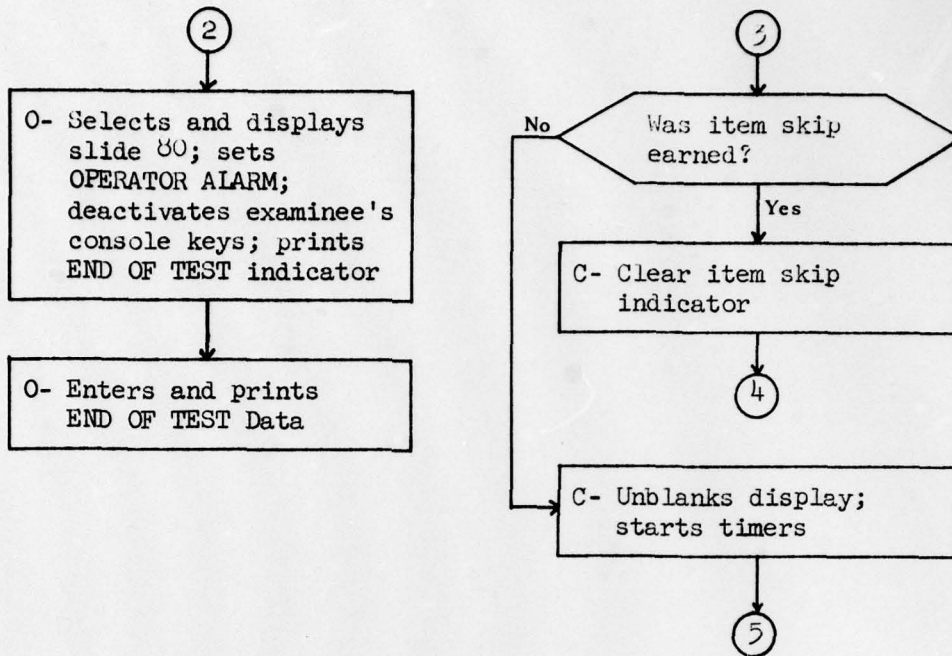 2
O- Selects and displays
slide 80; sets
OPERATOR ALARM;
deactivates examinee's
console keys; prints
END OF TEST indicator
O- Enters and prints
END OF TEST Data
3
No
Was item skip
earned?
Yes
C- Clear item skip
indicator
4
C- Unblanks display;
starts timers
5